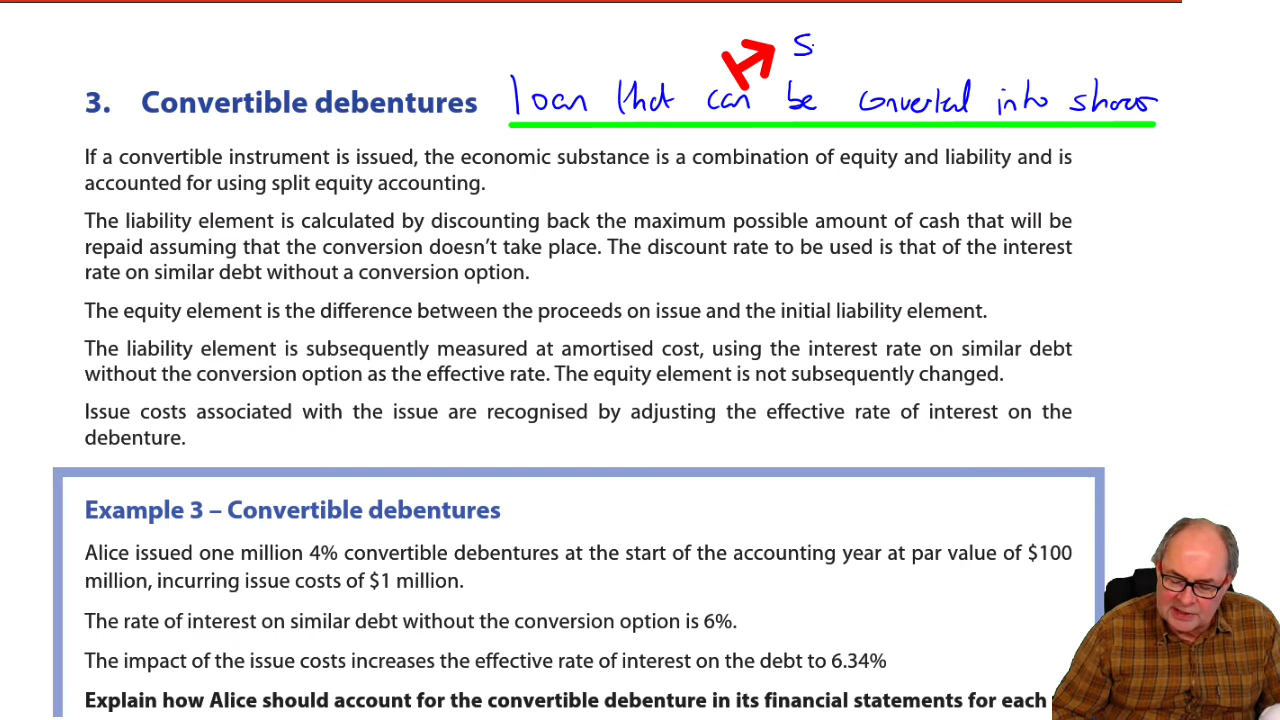 S
3. Convertible debentures loan that can be converted into shares
If a convertible instrument is issued, the economic substance is a combination of equity and liability and is
accounted for using split equity accounting.
The liability element is calculated by discounting back the maximum possible amount of cash that will be
repaid assuming that the conversion doesn’t take place. The discount rate to be used is that of the interest
rate on similar debt without a conversion option.
The equity element is the difference between the proceeds on issue and the initial liability element.
The liability element is subsequently measured at amortised cost, using the interest rate on similar debt
without the conversion option as the effective rate. The equity element is not subsequently changed.
Issue costs associated with the issue are recognised by adjusting the effective rate of interest on the
debenture.
Example 3 – Convertible debentures
Alice issued one million 4% convertible debentures at the start of the accounting year at par value of $100
million, incurring issue costs of $1 million.
The rate of interest on similar debt without the conversion option is 6%.
The impact of the issue costs increases the effective rate of interest on the debt to 6.34%
Explain how Alice should account for the convertible debenture in its financial statements for each